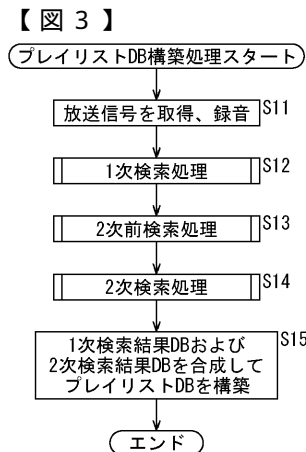 【図3】
プレイリストDB構築処理スタート
放送信号を取得、録音
S11
1次検索処理
S12
2次前検索処理
S13
2次検索処理
S14
1次検索結果DBおよび
2次検索結果DBを合成して
プレイリストDBを構築
S15
エンド